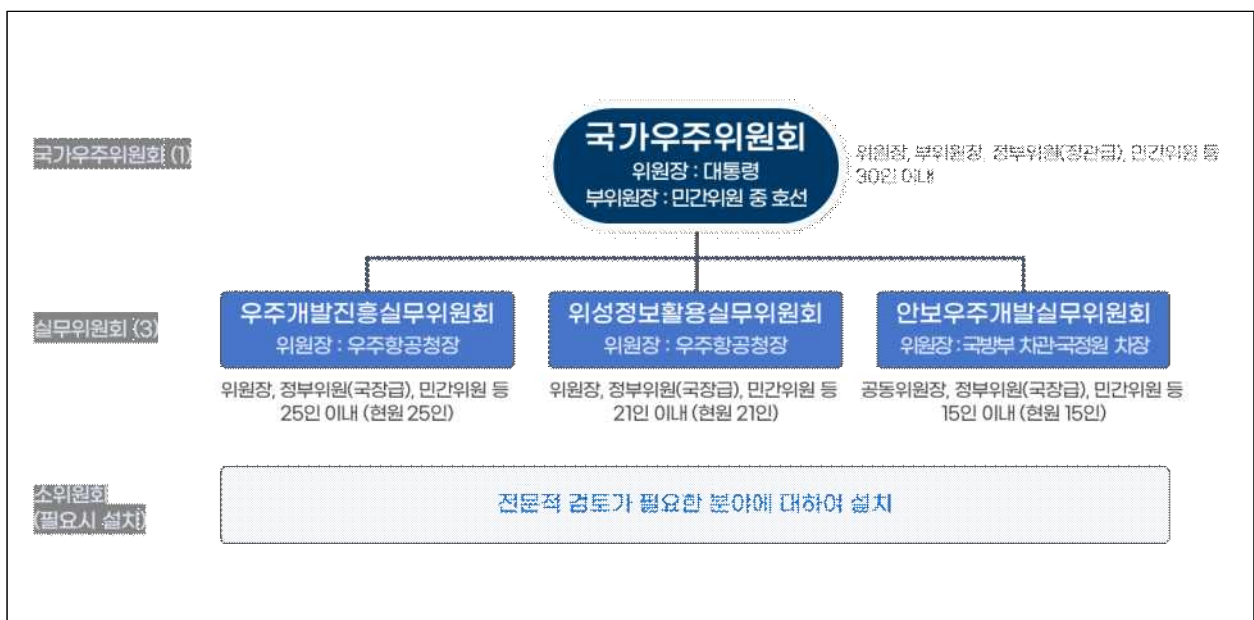 국가우주위원회 (1)
국가우주위원회
위원장 : 대통령
부위원장 : 민간위원 중 호선
위원장, 부위원장, 정부위원(장관급), 민간위원 등
30인 이내
실무위원회 (3)
우주개발진흥실무위원회
위원장 : 우주항공청장
위원장, 정부위원(국장급), 민간위원 등
25인 이내 (현원 25인)
위성정보활용실무위원회
위원장 : 우주항공청장
위원장, 정부위원(국장급), 민간위원 등
21인 이내 (현원 21인)
안보우주개발실무위원회
위원장 : 국방부 차관·국정원 차장
공동위원장, 정부위원(국장급), 민간위원 등
15인 이내 (현원 15인)
소위원회
(필요시 설치)
전문적 검토가 필요한 분야에 대하여 설치